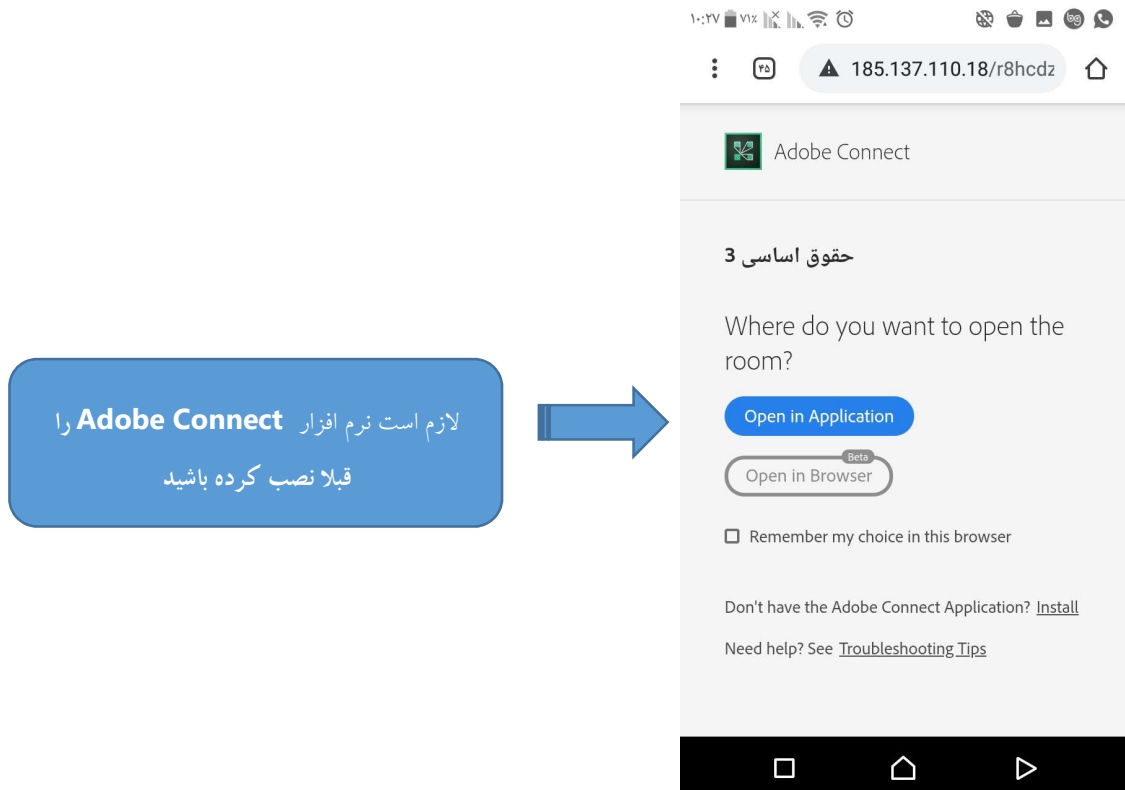 ۱۰:۲۷ ۷۱٪
۴۵ 185.137.110.18/r8hcdz
Adobe Connect
حقوق اساسی 3
Where do you want to open the
room?
Open in Application
Beta
Open in Browser
Remember my choice in this browser
Don't have the Adobe Connect Application? Install
Need help? See Troubleshooting Tips
لازم است نرم افزار Adobe Connect را
قبلا نصب کرده باشید